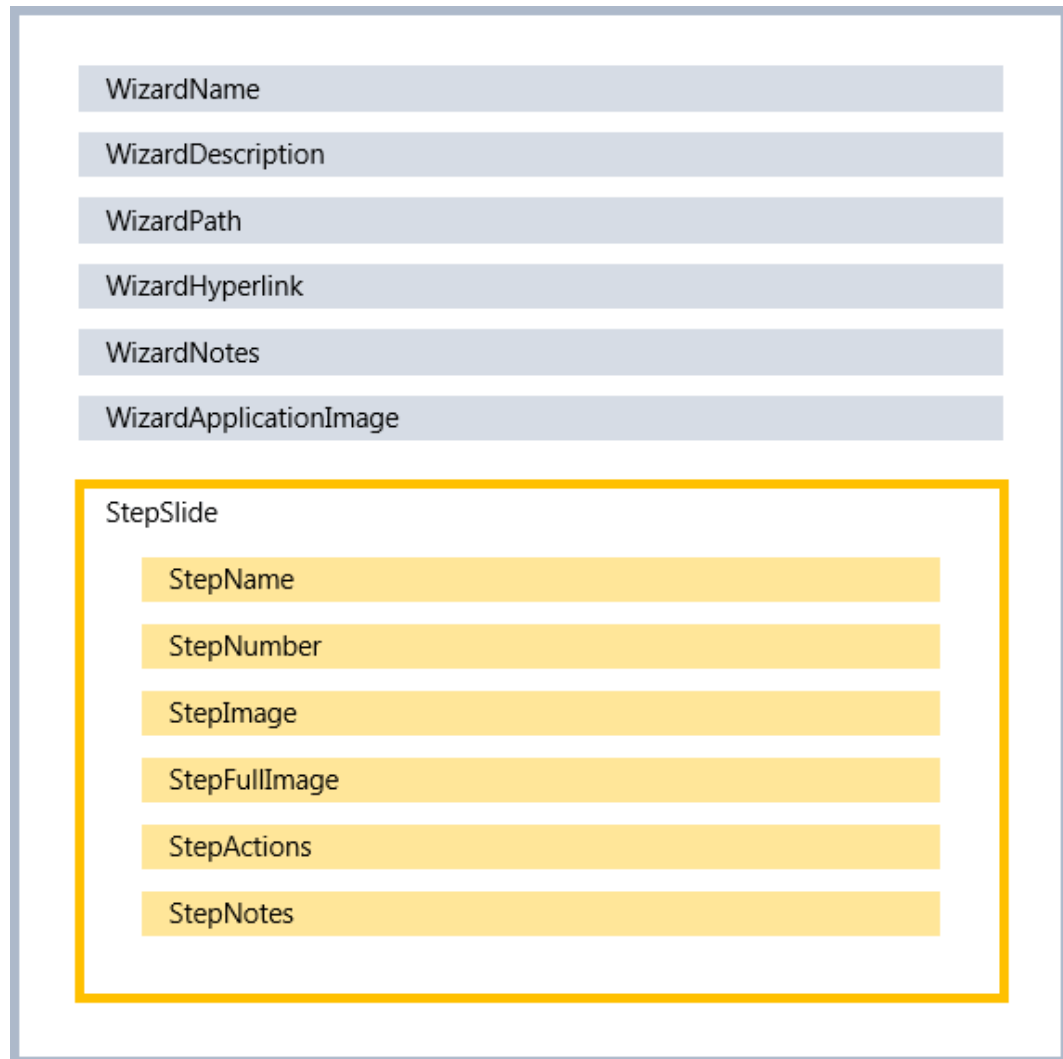 WizardName
WizardDescription
WizardPath
WizardHyperlink
WizardNotes
WizardApplicationImage
StepSlide
StepName
StepNumber
StepImage
StepFullImage
StepActions
StepNotes